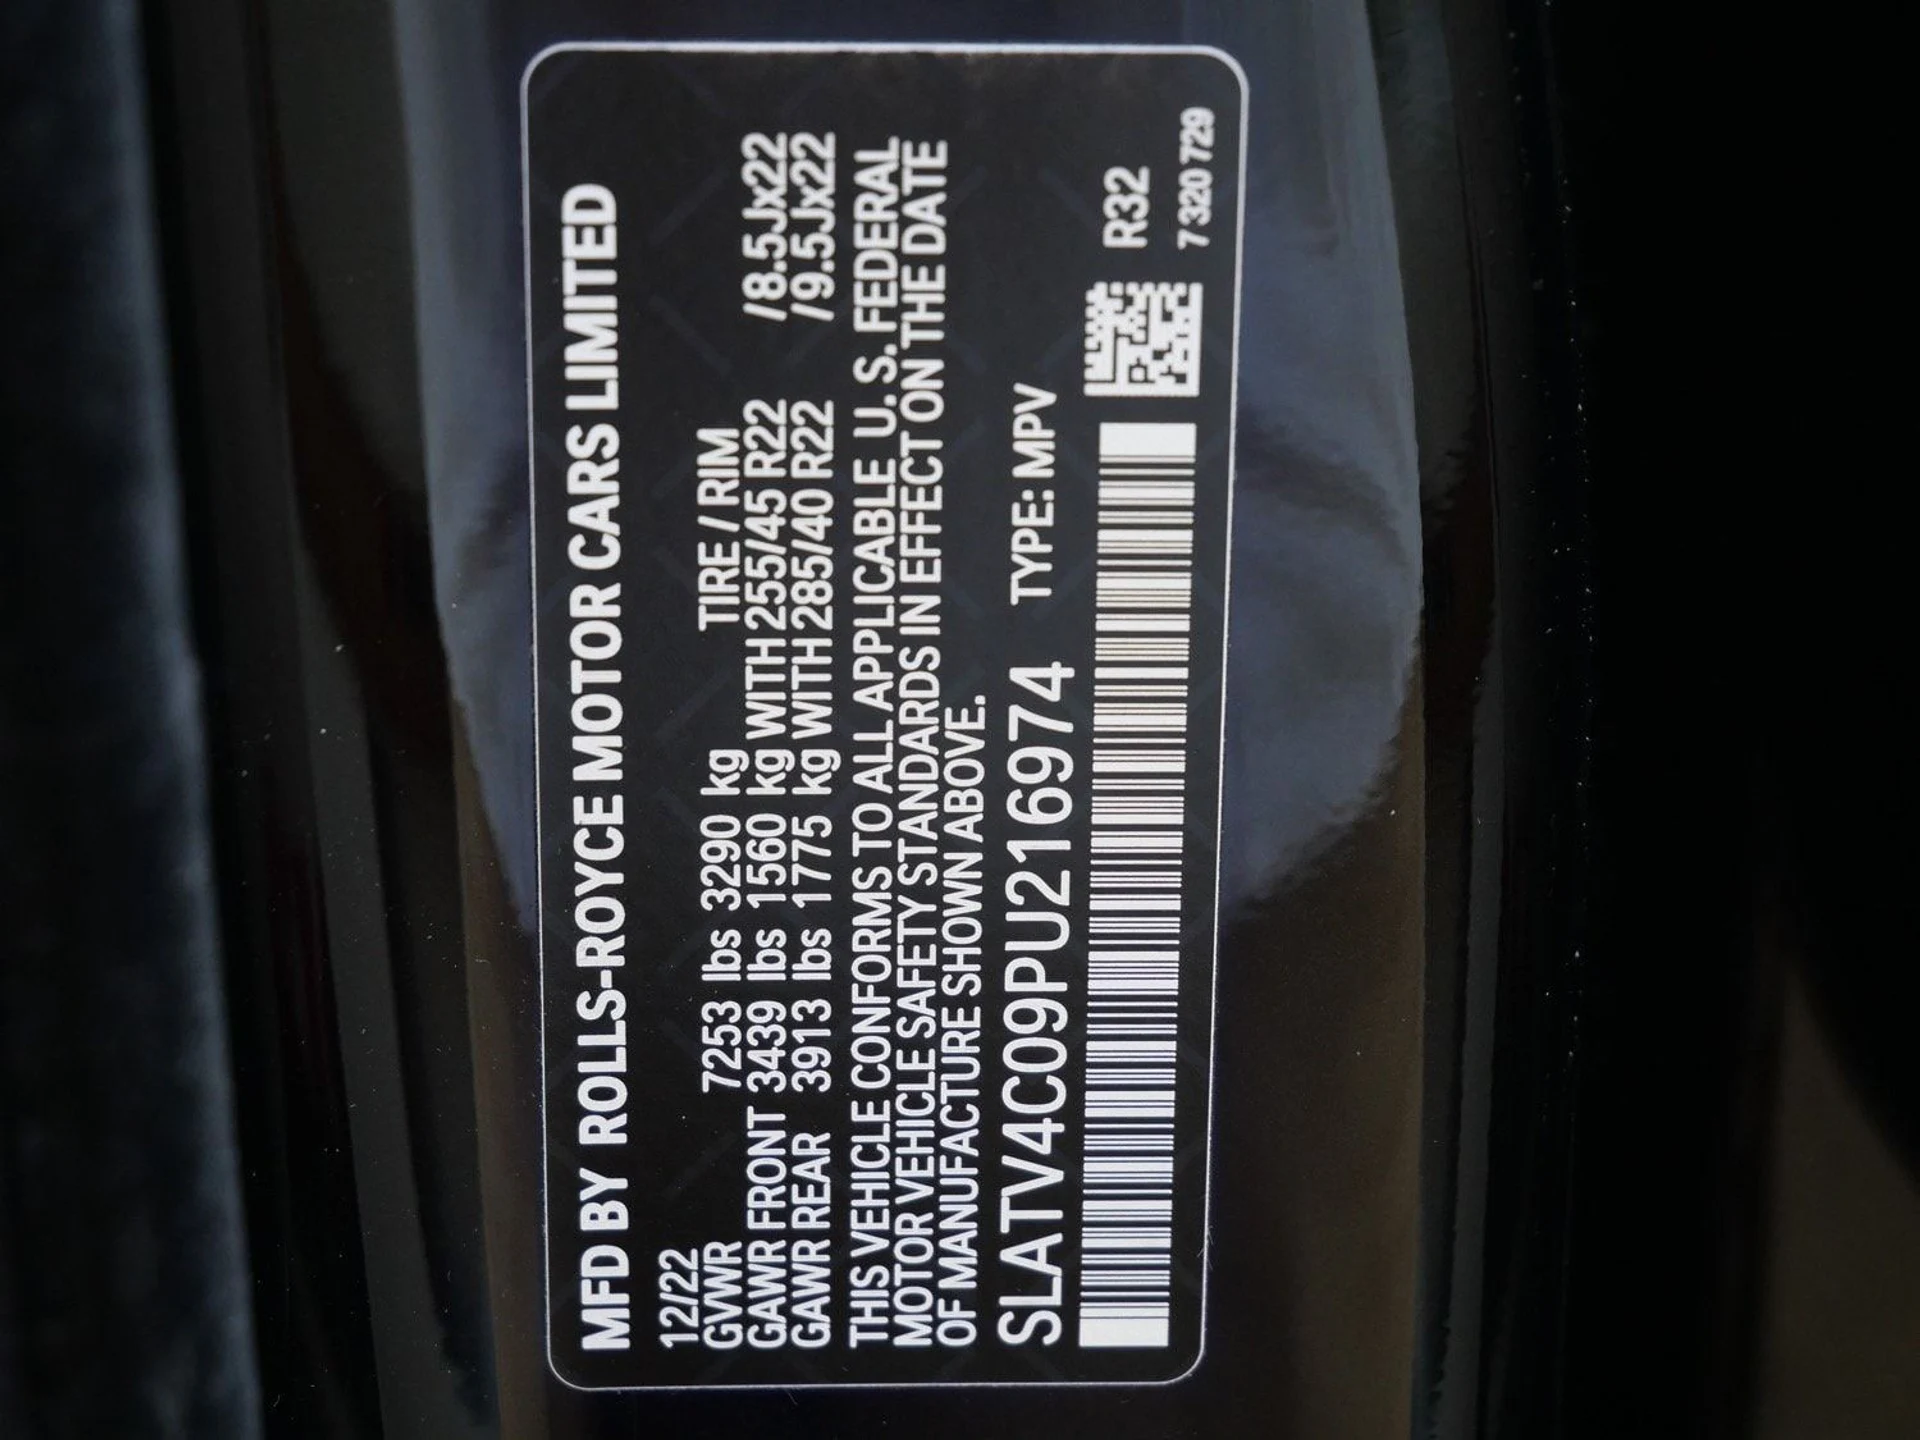 MFD BY ROLLS-ROYCE MOTOR CARS LIMITED
12/22
GVWR 7253 lbs 3290 kg TIRE / RIM
GAWR FRONT 3439 lbs 1560 kg WITH 255/45 R22 /8.5Jx22
GAWR REAR 3913 lbs 1775 kg WITH 285/40 R22 /9.5Jx22
THIS VEHICLE CONFORMS TO ALL APPLICABLE U. S. FEDERAL
MOTOR VEHICLE SAFETY STANDARDS IN EFFECT ON THE DATE
OF MANUFACTURE SHOWN ABOVE.
SLATV4C09PU216974 TYPE: MPV
R32
7 320 729